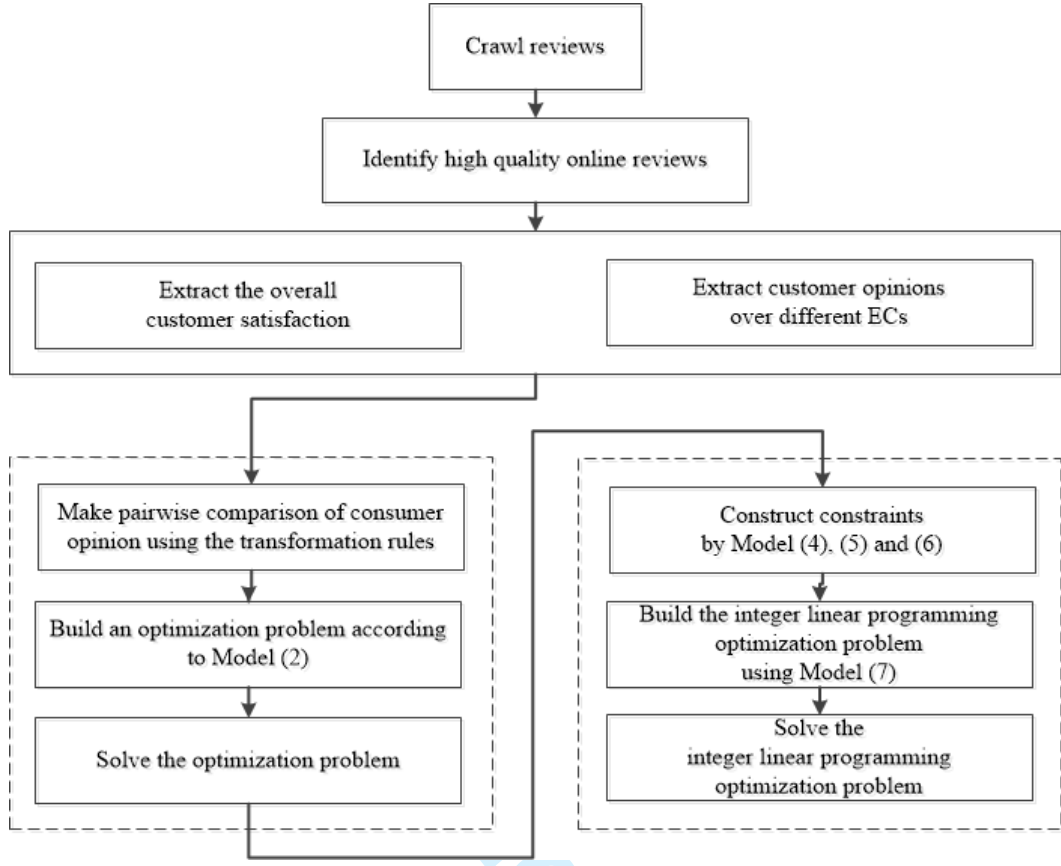 Crawl reviews
Identify high quality online reviews
Extract the overall
customer satisfaction
Extract customer opinions
over different ECs
Make pairwise comparison of consumer
opinion using the transformation rules
Build an optimization problem according
to Model (2)
Solve the optimization problem
Construct constraints
by Model (4), (5) and (6)
Build the integer linear programming
optimization problem
using Model (7)
Solve the
integer linear programming
optimization problem